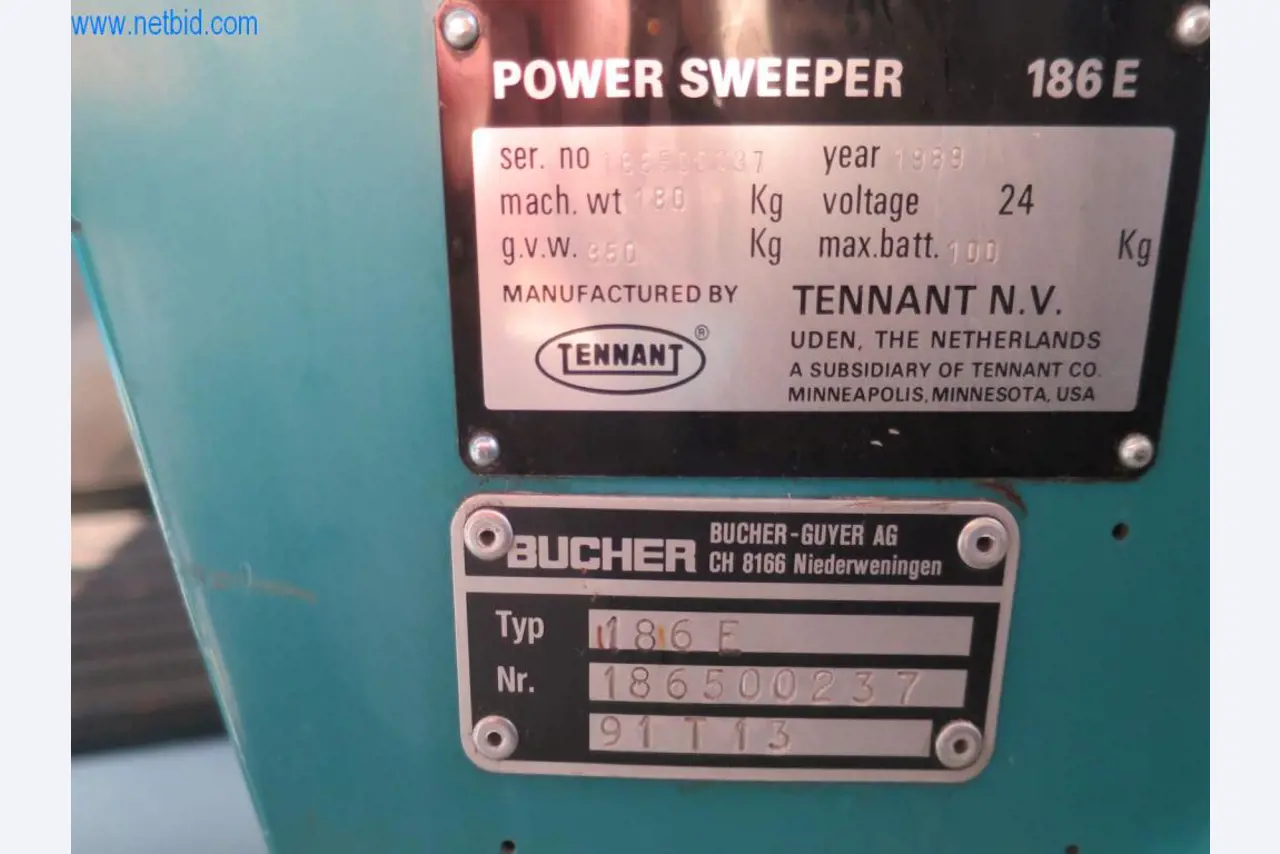 www.netbid.com
POWER SWEEPER 186 E
ser. no 186500237 year 1989
mach. wt 180 Kg voltage 24
g.v.w. 350 Kg max.batt. 100 Kg
MANUFACTURED BY TENNANT N.V.
TENNANT ® UDEN, THE NETHERLANDS
A SUBSIDIARY OF TENNANT CO.
MINNEAPOLIS, MINNESOTA, USA
BUCHER BUCHER-GUYER AG
CH 8166 Niederweningen
Typ 186 E
Nr. 186500237
91 T 13